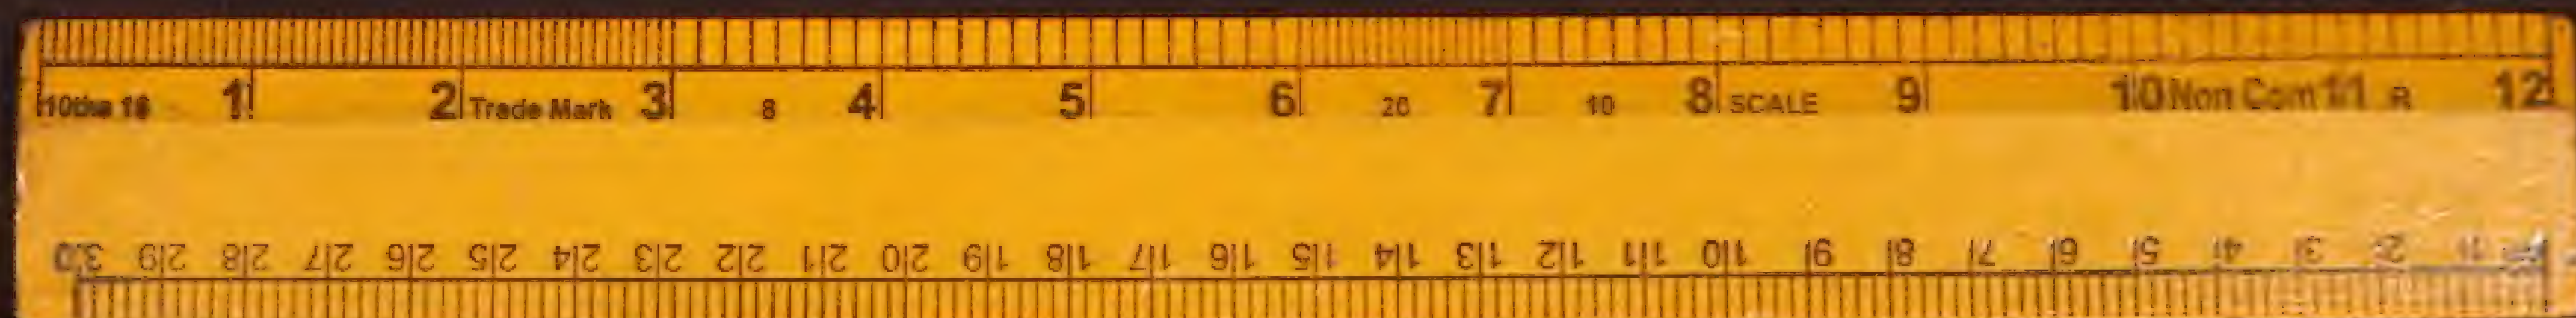 10ths 16 1 2 Trade Mark 3 8 4 5 6 20 7 10 8 SCALE 9 10 Non Com 11 R 12
30 29 28 27 26 25 24 23 22 21 20 19 18 17 16 15 14 13 12 11 10 9 8 7 6 5 4 3 2 1